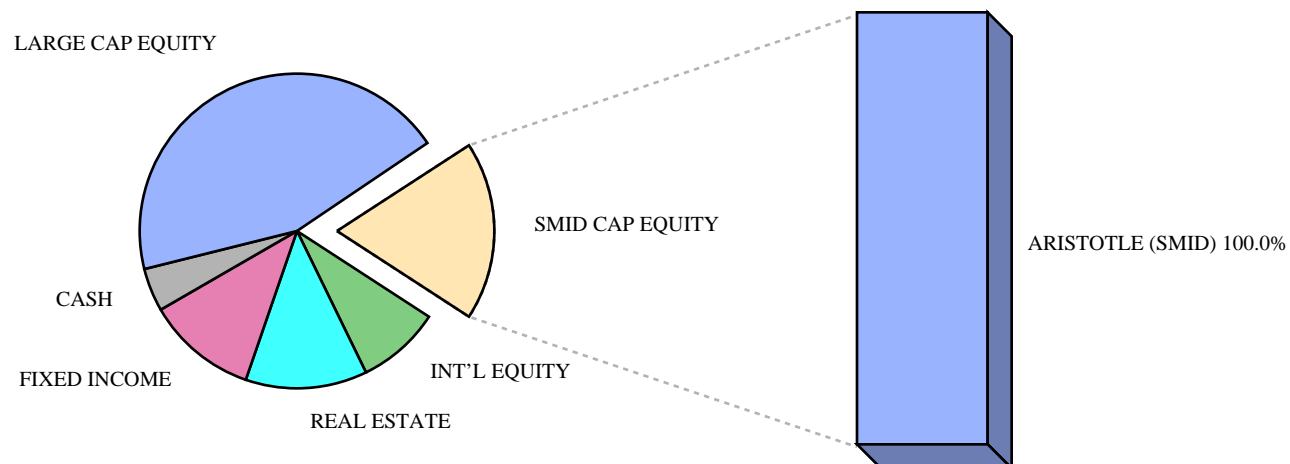 LARGE CAP EQUITY
SMID CAP EQUITY
ARISTOTLE (SMID) 100.0%
CASH
INT'L EQUITY
FIXED INCOME
REAL ESTATE